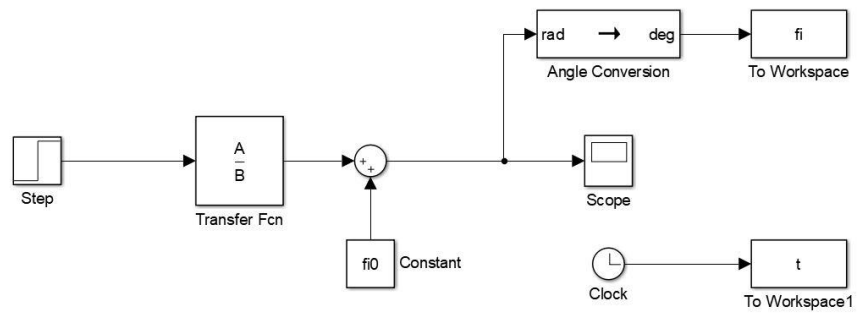 rad → deg
Angle Conversion
fi
To Workspace
Step
A
B
Transfer Fcn
+
+
Scope
fi0
Constant
Clock
t
To Workspace1